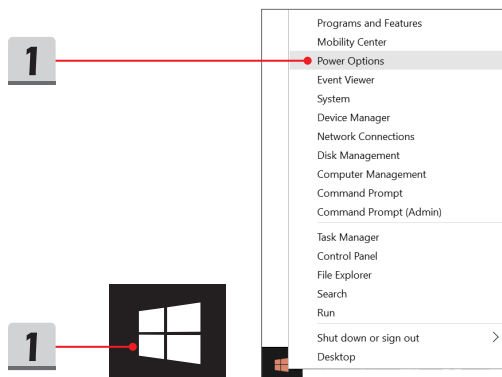 1
Programs and Features
Mobility Center
Power Options
Event Viewer
System
Device Manager
Network Connections
Disk Management
Computer Management
Command Prompt
Command Prompt (Admin)
Task Manager
Control Panel
File Explorer
Search
Run
Shut down or sign out
Desktop
1